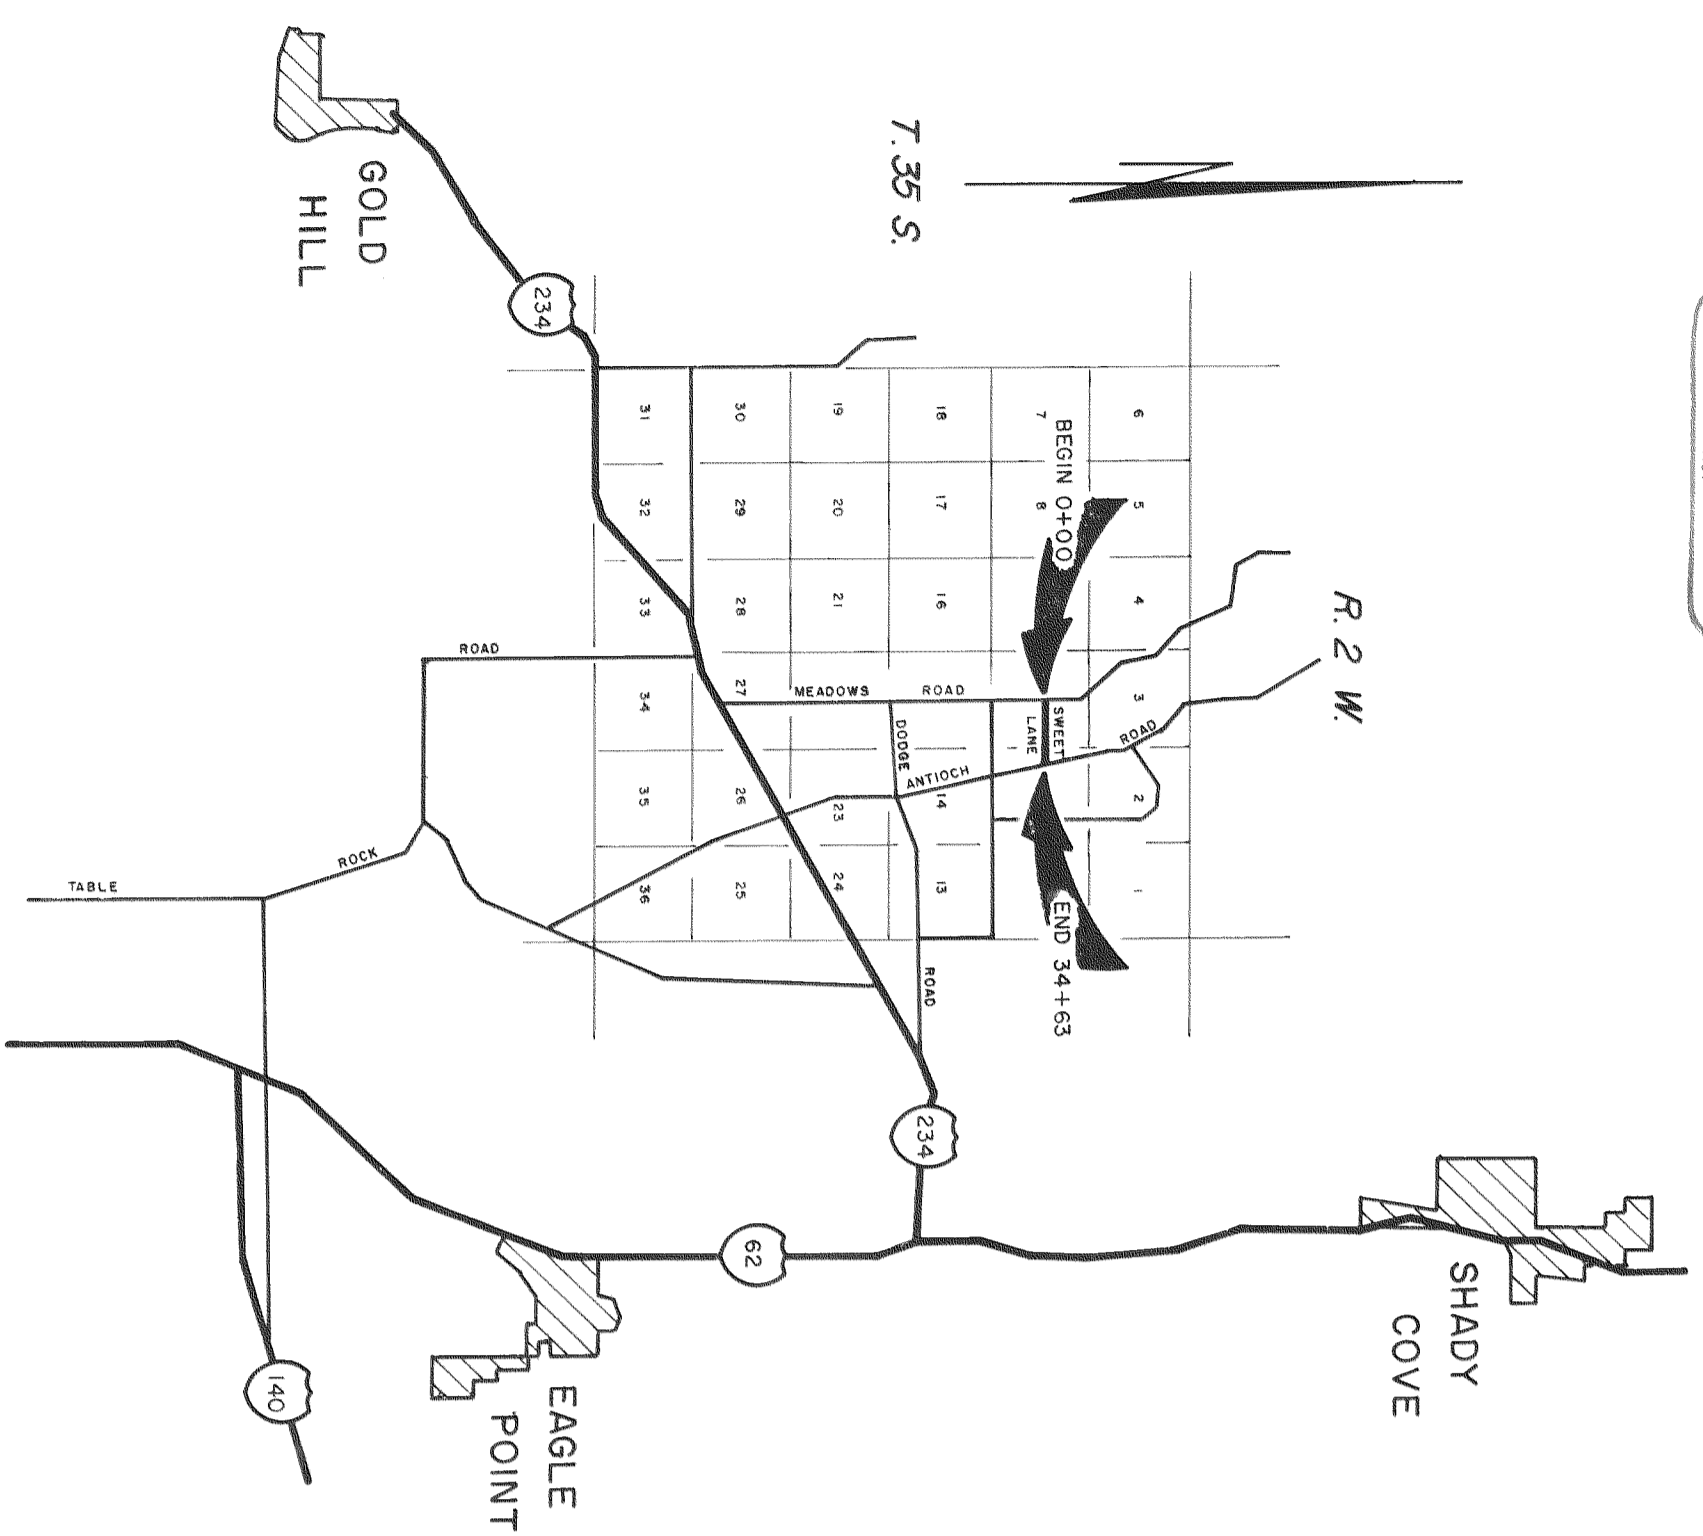 SHADY
COVE
R. 2 W.
6 5 4 3 2 1
ROAD
BEGIN 0+00
SWEET
LANE
END 34+63
7 8
18 17 16 14 13
MEADOWS ROAD
ANTIOCH
DODGE
ROAD
T. 35 S.
234
19 20 21 23 24
30 29 28 27 26 25
62
31 32 33 34 35 36
234
EAGLE
POINT
ROAD
GOLD
HILL
ROCK
TABLE
140